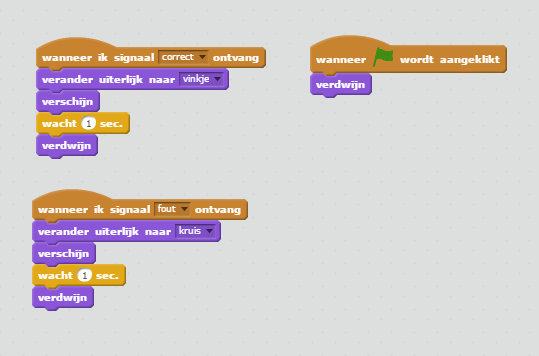 wanneer ik signaal correct ontvang
verander uiterlijk naar vinkje
verschijn
wacht 1 sec.
verdwijn
wanneer wordt aangeklikt
verdwijn
wanneer ik signaal fout ontvang
verander uiterlijk naar kruis
verschijn
wacht 1 sec.
verdwijn